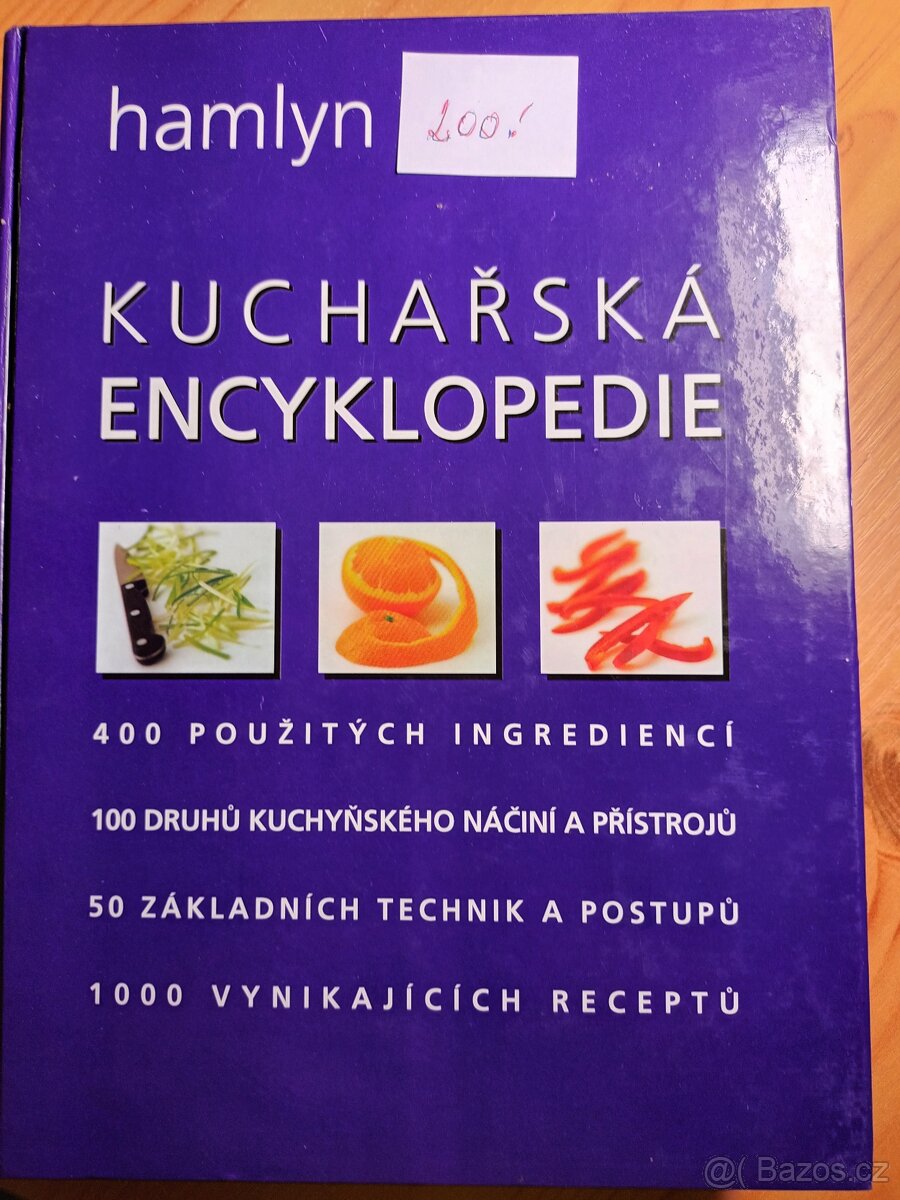 hamlyn
200!
KUCHAŘSKÁ
ENCYKLOPEDIE
400 POUŽITÝCH INGREDIENCÍ
100 DRUHŮ KUCHYŇSKÉHO NÁČINÍ A PŘÍSTROJŮ
50 ZÁKLADNÍCH TECHNIK A POSTUPŮ
1000 VYNIKAJÍCÍCH RECEPTŮ
@( Bazos.cz